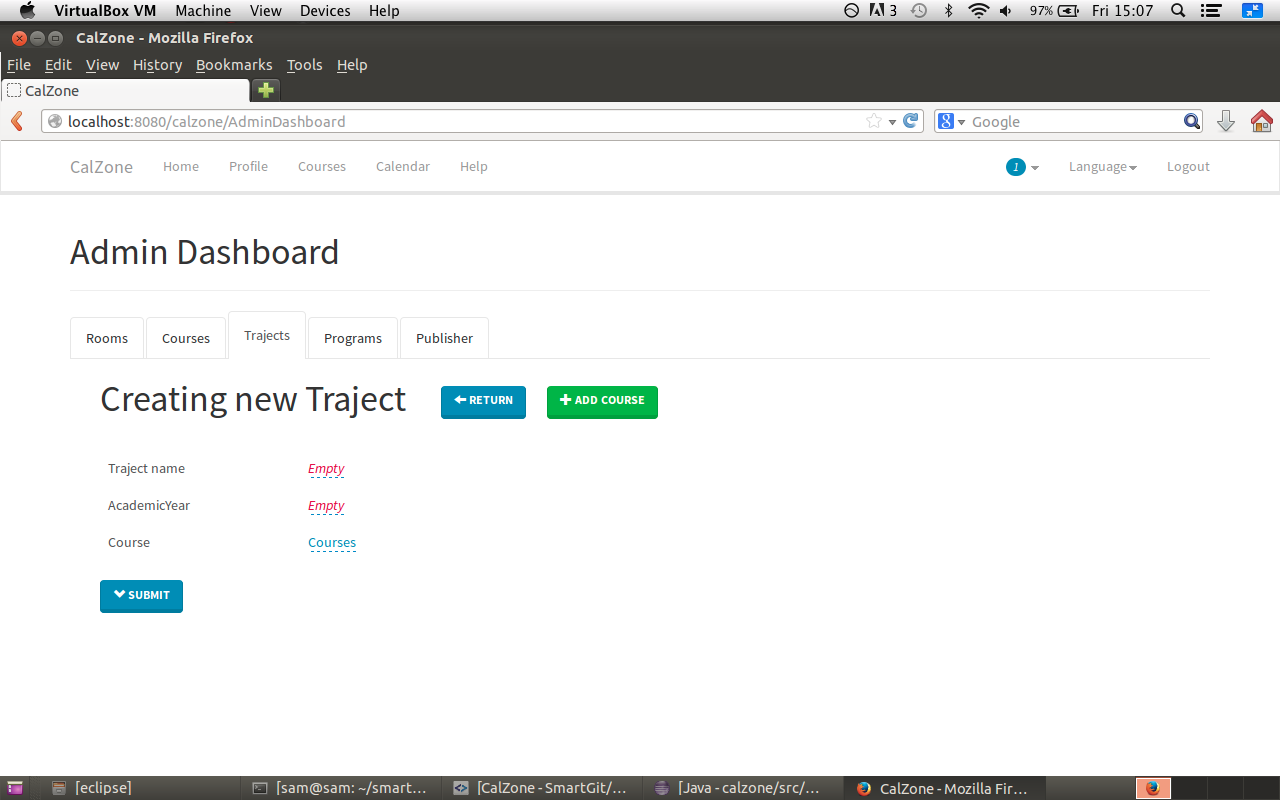 VirtualBox VM Machine View Devices Help 3 97% Fri 15:07
CalZone - Mozilla Firefox
File Edit View History Bookmarks Tools Help
CalZone
localhost:8080/calzone/AdminDashboard Google
CalZone Home Profile Courses Calendar Help 1 Language Logout
Admin Dashboard
Rooms Courses Trajects Programs Publisher
Creating new Traject RETURN ADD COURSE
Traject name Empty
AcademicYear Empty
Course Courses
SUBMIT
[eclipse] [sam@sam: ~/smart... [CalZone - SmartGit/... [Java - calzone/src/... CalZone - Mozilla Fir...